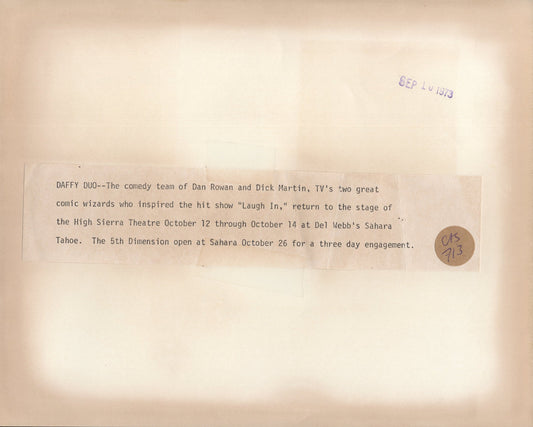 SEP 10 1973
DAFFY DUO--The comedy team of Dan Rowan and Dick Martin, TV's two great
comic wizards who inspired the hit show "Laugh In," return to the stage of
the High Sierra Theatre October 12 through October 14 at Del Webb's Sahara
Tahoe. The 5th Dimension open at Sahara October 26 for a three day engagement.
713